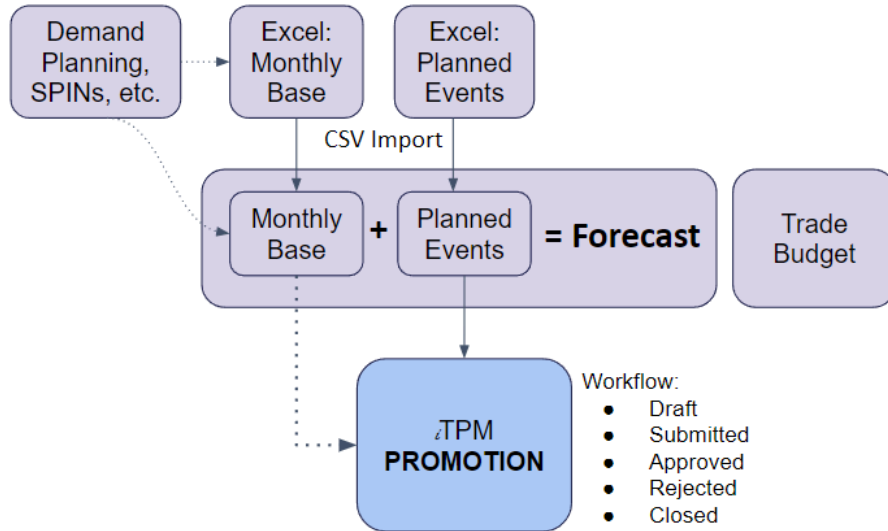 Demand
Planning,
SPINs, etc.
Excel:
Monthly
Base
Excel:
Planned
Events
CSV Import
Monthly
Base
+
Planned
Events
= Forecast
Trade
Budget
iTPM
PROMOTION
Workflow:
● Draft
● Submitted
● Approved
● Rejected
● Closed